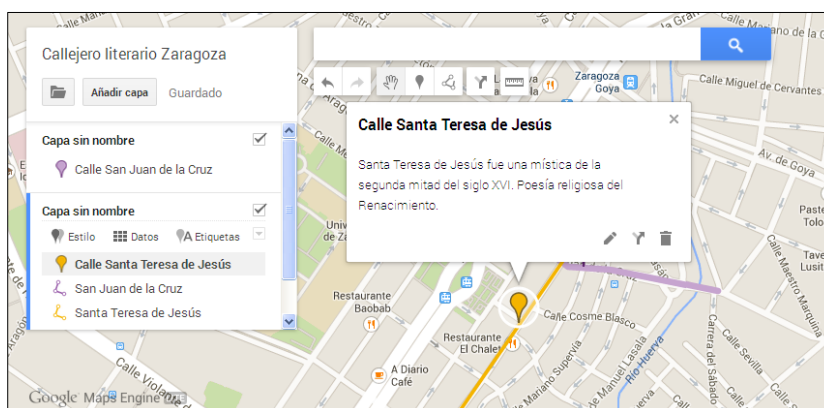 Callejero literario Zaragoza
Añadir capa
Guardado
Capa sin nombre
Calle San Juan de la Cruz
Capa sin nombre
Estilo
Datos
Etiquetas
Calle Santa Teresa de Jesús
San Juan de la Cruz
Santa Teresa de Jesús
Calle Santa Teresa de Jesús
Santa Teresa de Jesús fue una mística de la
segunda mitad del siglo XVI. Poesía religiosa del
Renacimiento.
Zaragoza
Goya
Calle Miguel de Cervantes
Av. de Goya
Calle Maestro Marquina
Restaurante
Baobab
Calle Cosme Blasco
Restaurante
El Chalet
A Diario
Café
Calle Mariano Supervía
de Manuel Lasala
Río Huerva
Carrera del Sábado
Calle Sevilla
Google Maps Engine